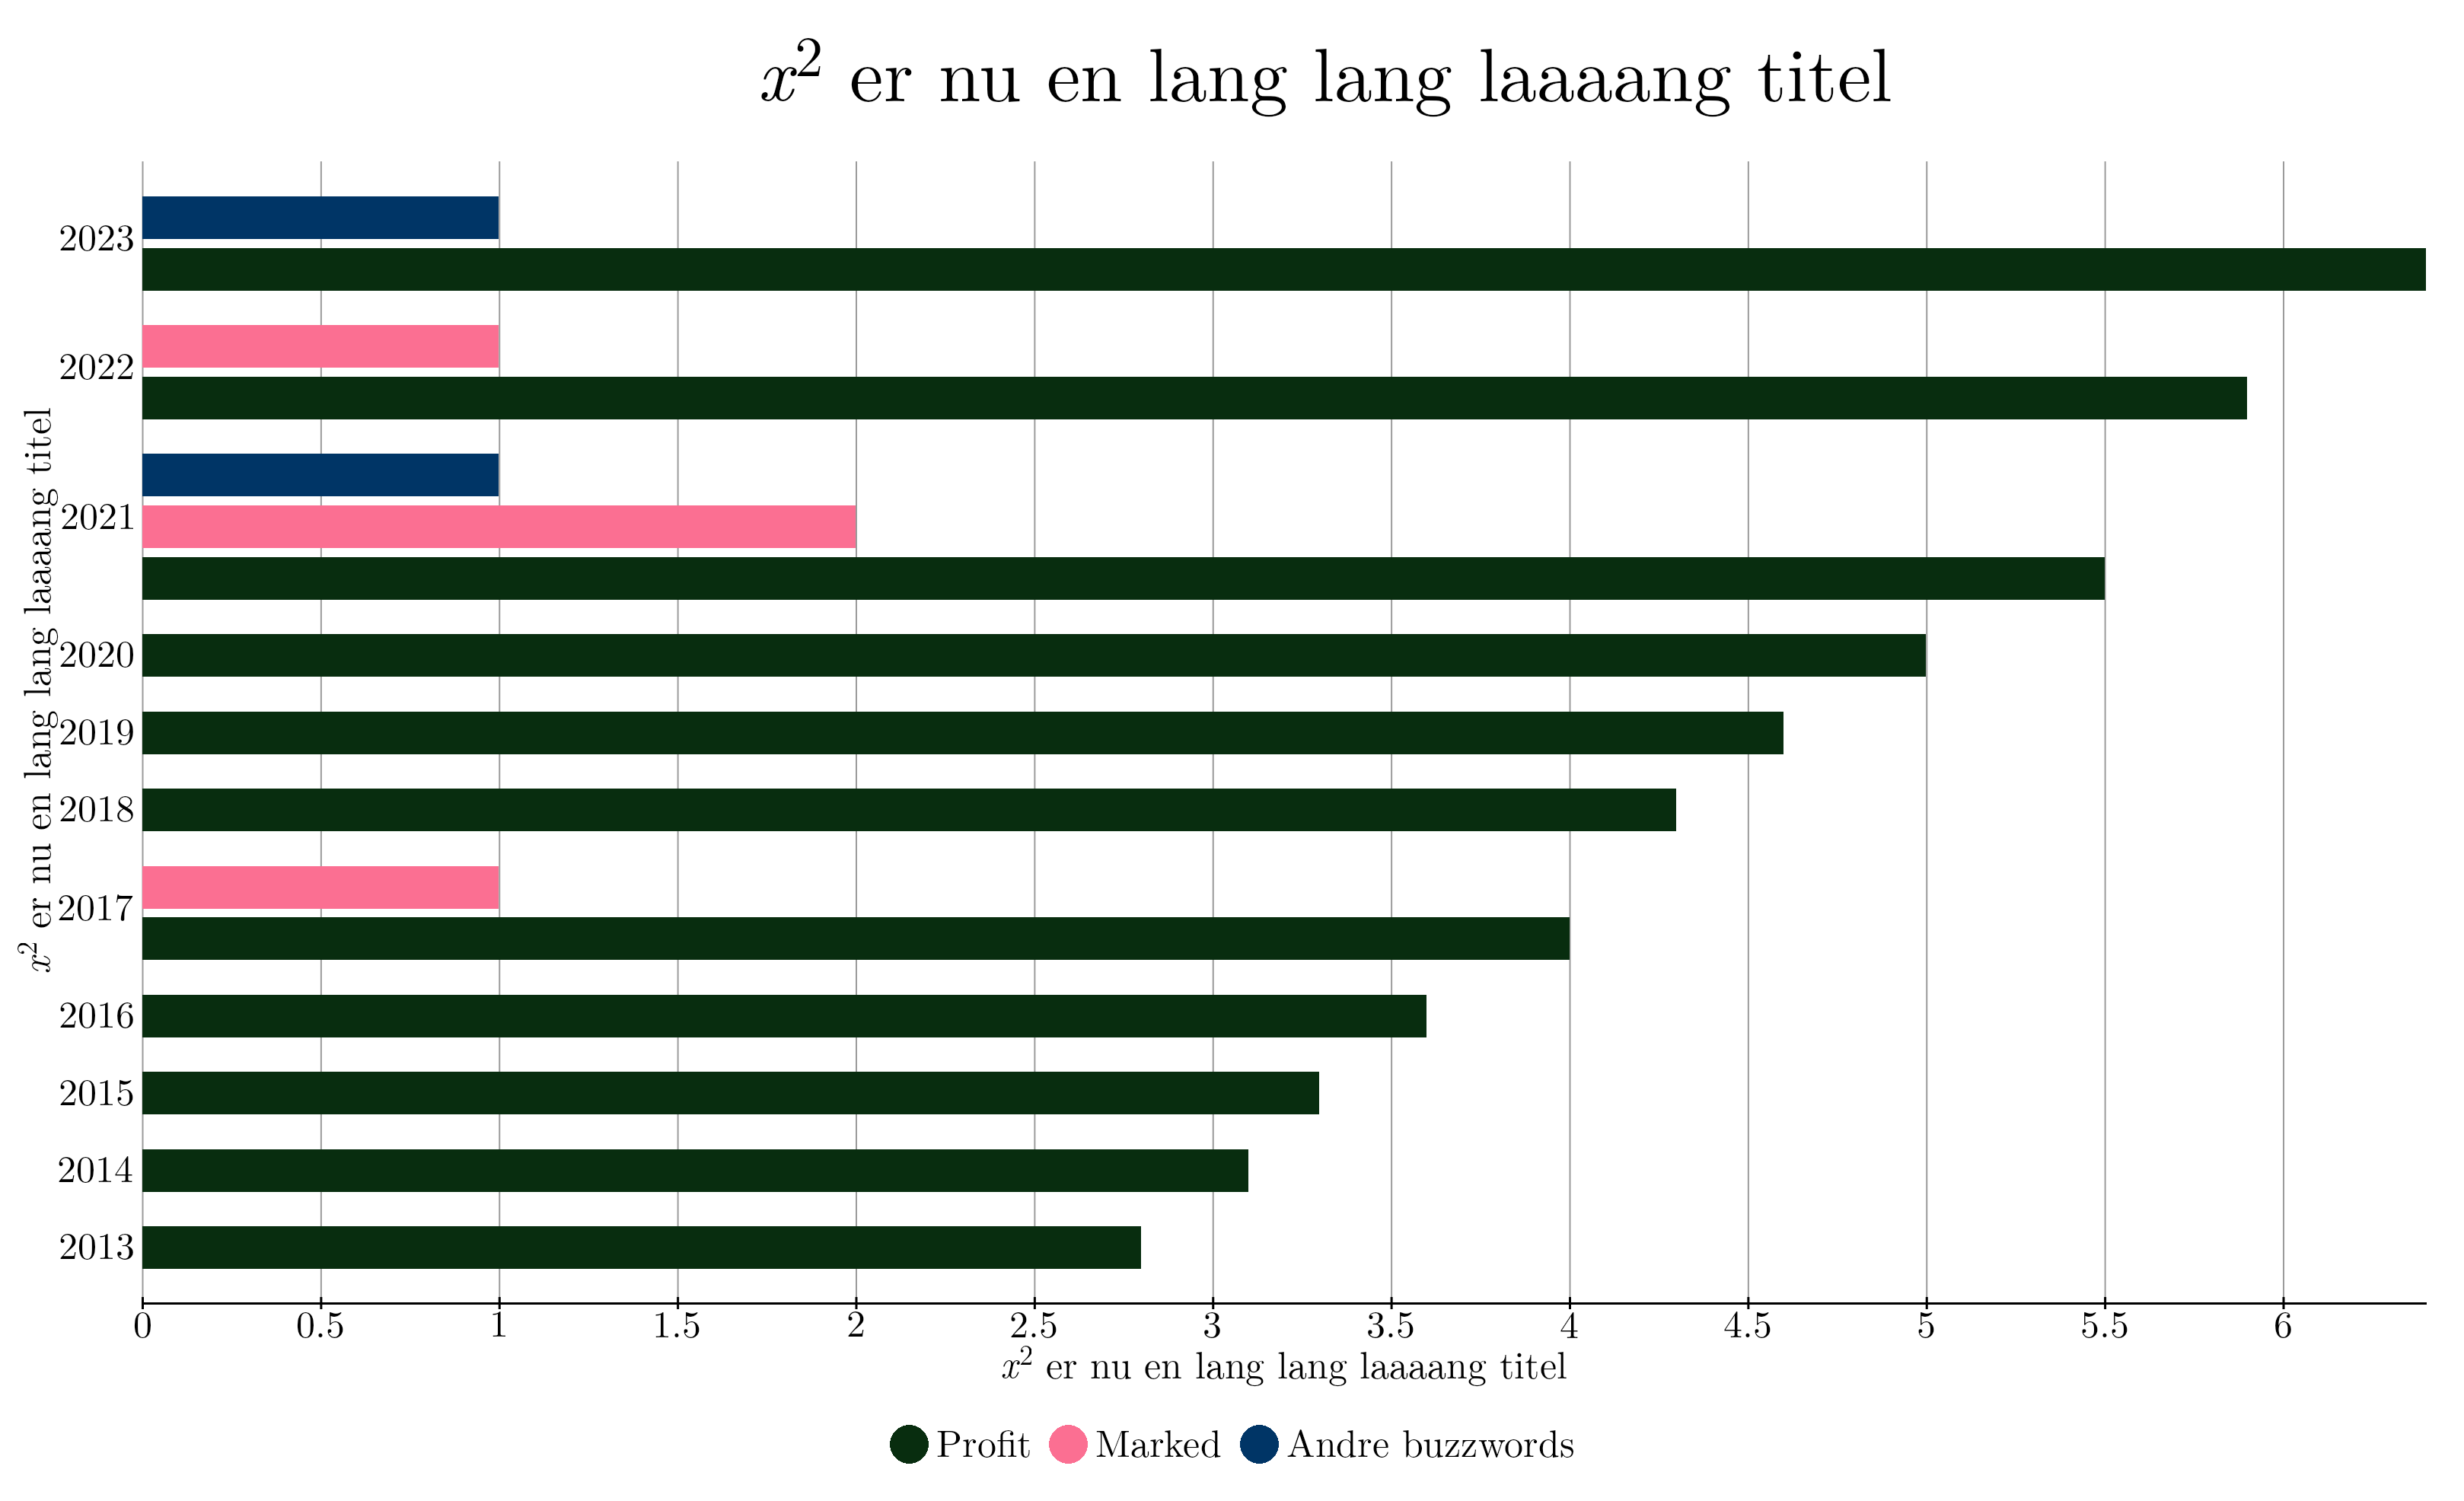 x² er nu en lang lang laaaang titel
x² er nu en lang lang laaaang titel
2023
2022
2021
2020
2019
2018
2017
2016
2015
2014
2013
0 0.5 1 1.5 2 2.5 3 3.5 4 4.5 5 5.5 6
x² er nu en lang lang laaaang titel
Profit Marked Andre buzzwords